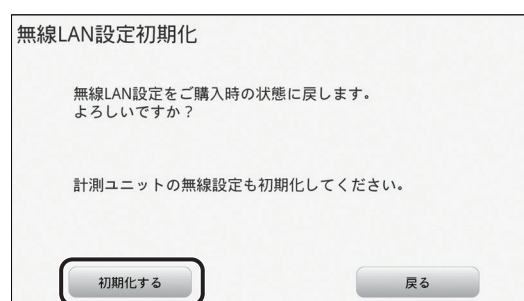 無線LAN設定初期化
無線LAN設定をご購入時の状態に戻します。
よろしいですか？
計測ユニットの無線設定も初期化してください。
初期化する
戻る